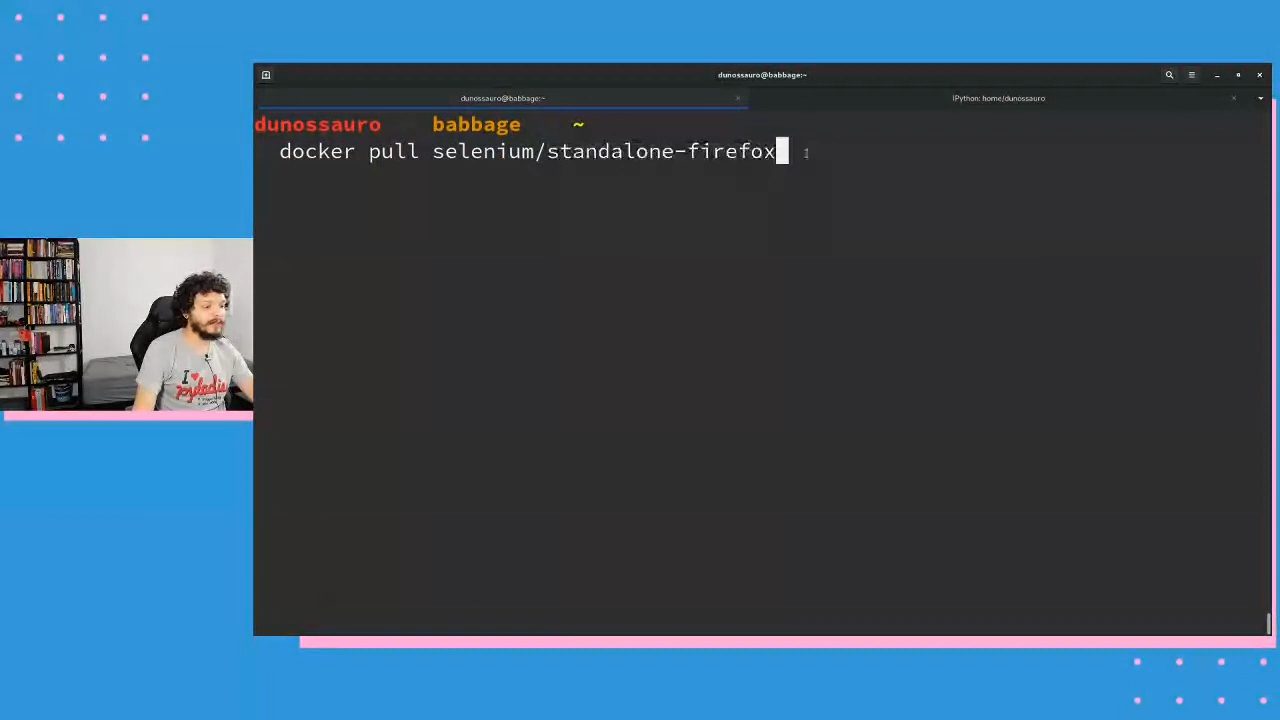 dunossauro@babbage:~
dunossauro@babbage:~
IPython: home/dunossauro
dunossauro babbage ~
docker pull selenium/standalone-firefox
I ♥